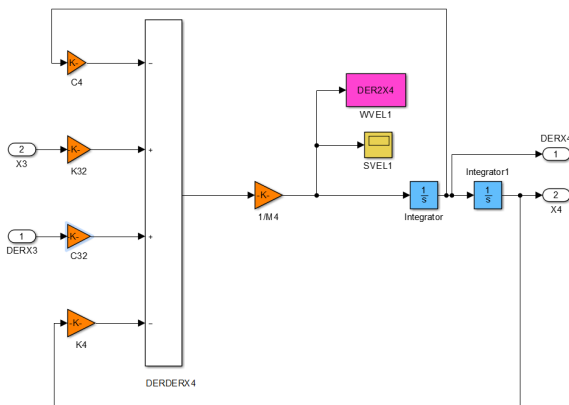 -K-
C4
−
DER2X4
WVEL1
DERX4
2
X3
-K-
K32
+
SVEL1
1
-K-
1/M4
1
s
Integrator
Integrator1
1
s
2
X4
1
DERX3
-K-
C32
+
-K-
K4
−
DERDERX4